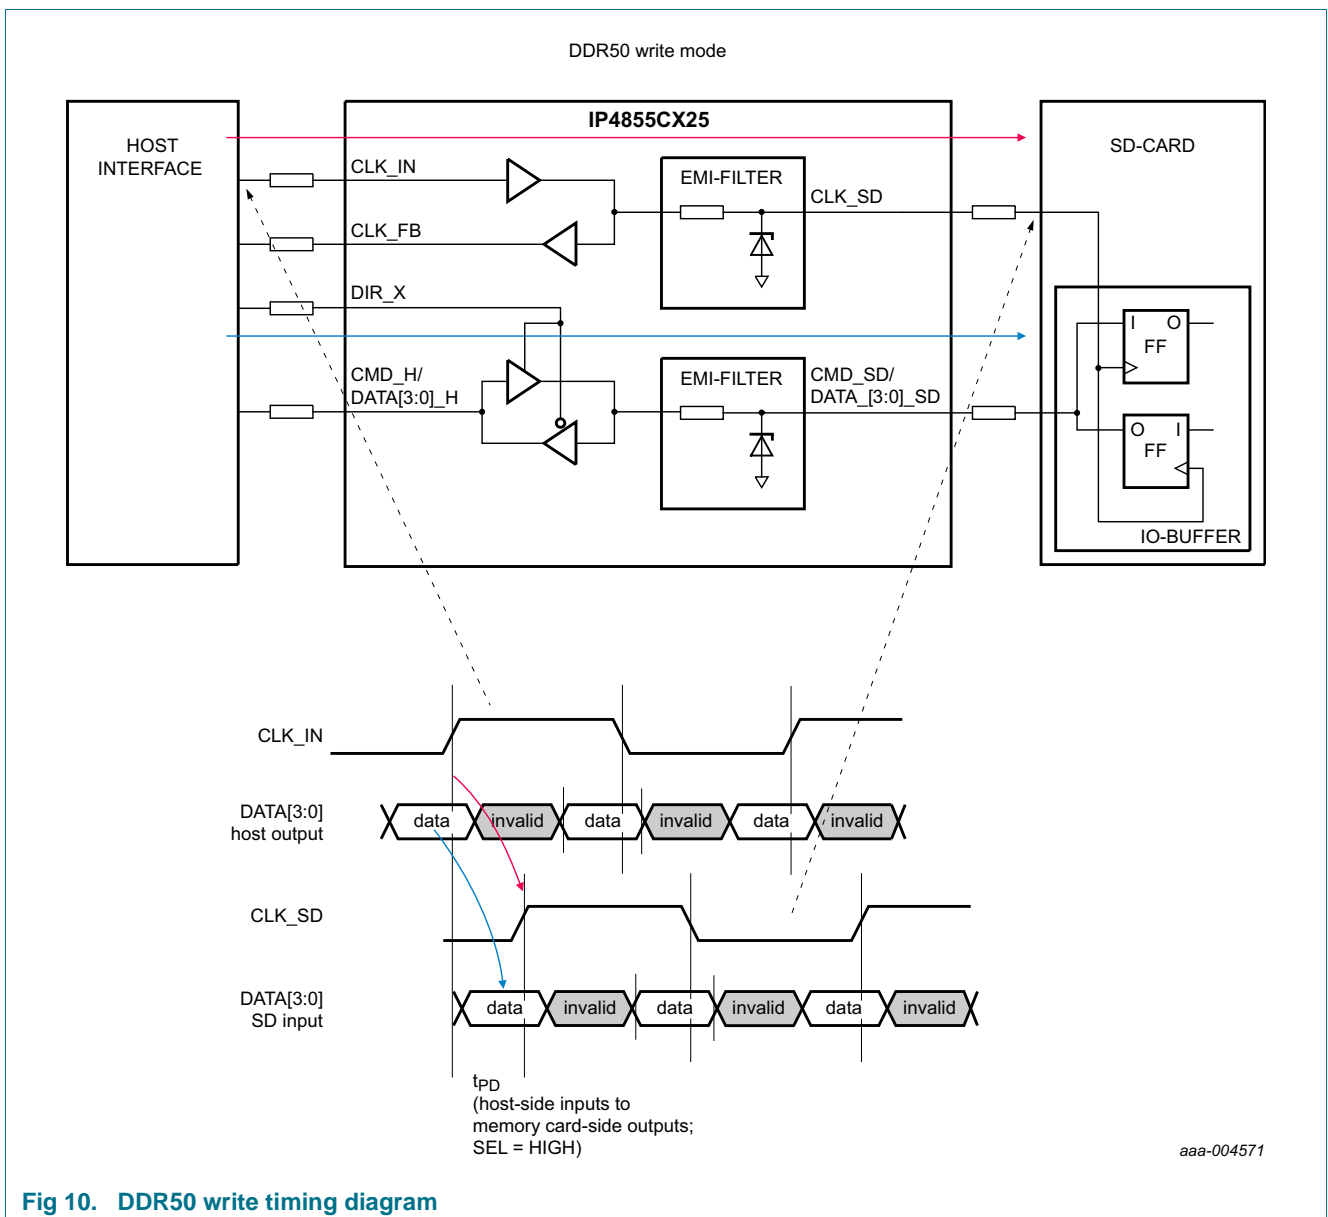 DDR50 write mode
IP4855CX25
HOST
INTERFACE
SD-CARD
CLK_IN
EMI-FILTER
CLK_SD
CLK_FB
DIR_X
I O
FF
CMD_H/
DATA[3:0]_H
EMI-FILTER
CMD_SD/
DATA_[3:0]_SD
O I
FF
IO-BUFFER
CLK_IN
DATA[3:0]
host output
data invalid data invalid data invalid
CLK_SD
DATA[3:0]
SD input
data invalid data invalid data invalid
tPD
(host-side inputs to
memory card-side outputs;
SEL = HIGH)
aaa-004571
Fig 10. DDR50 write timing diagram